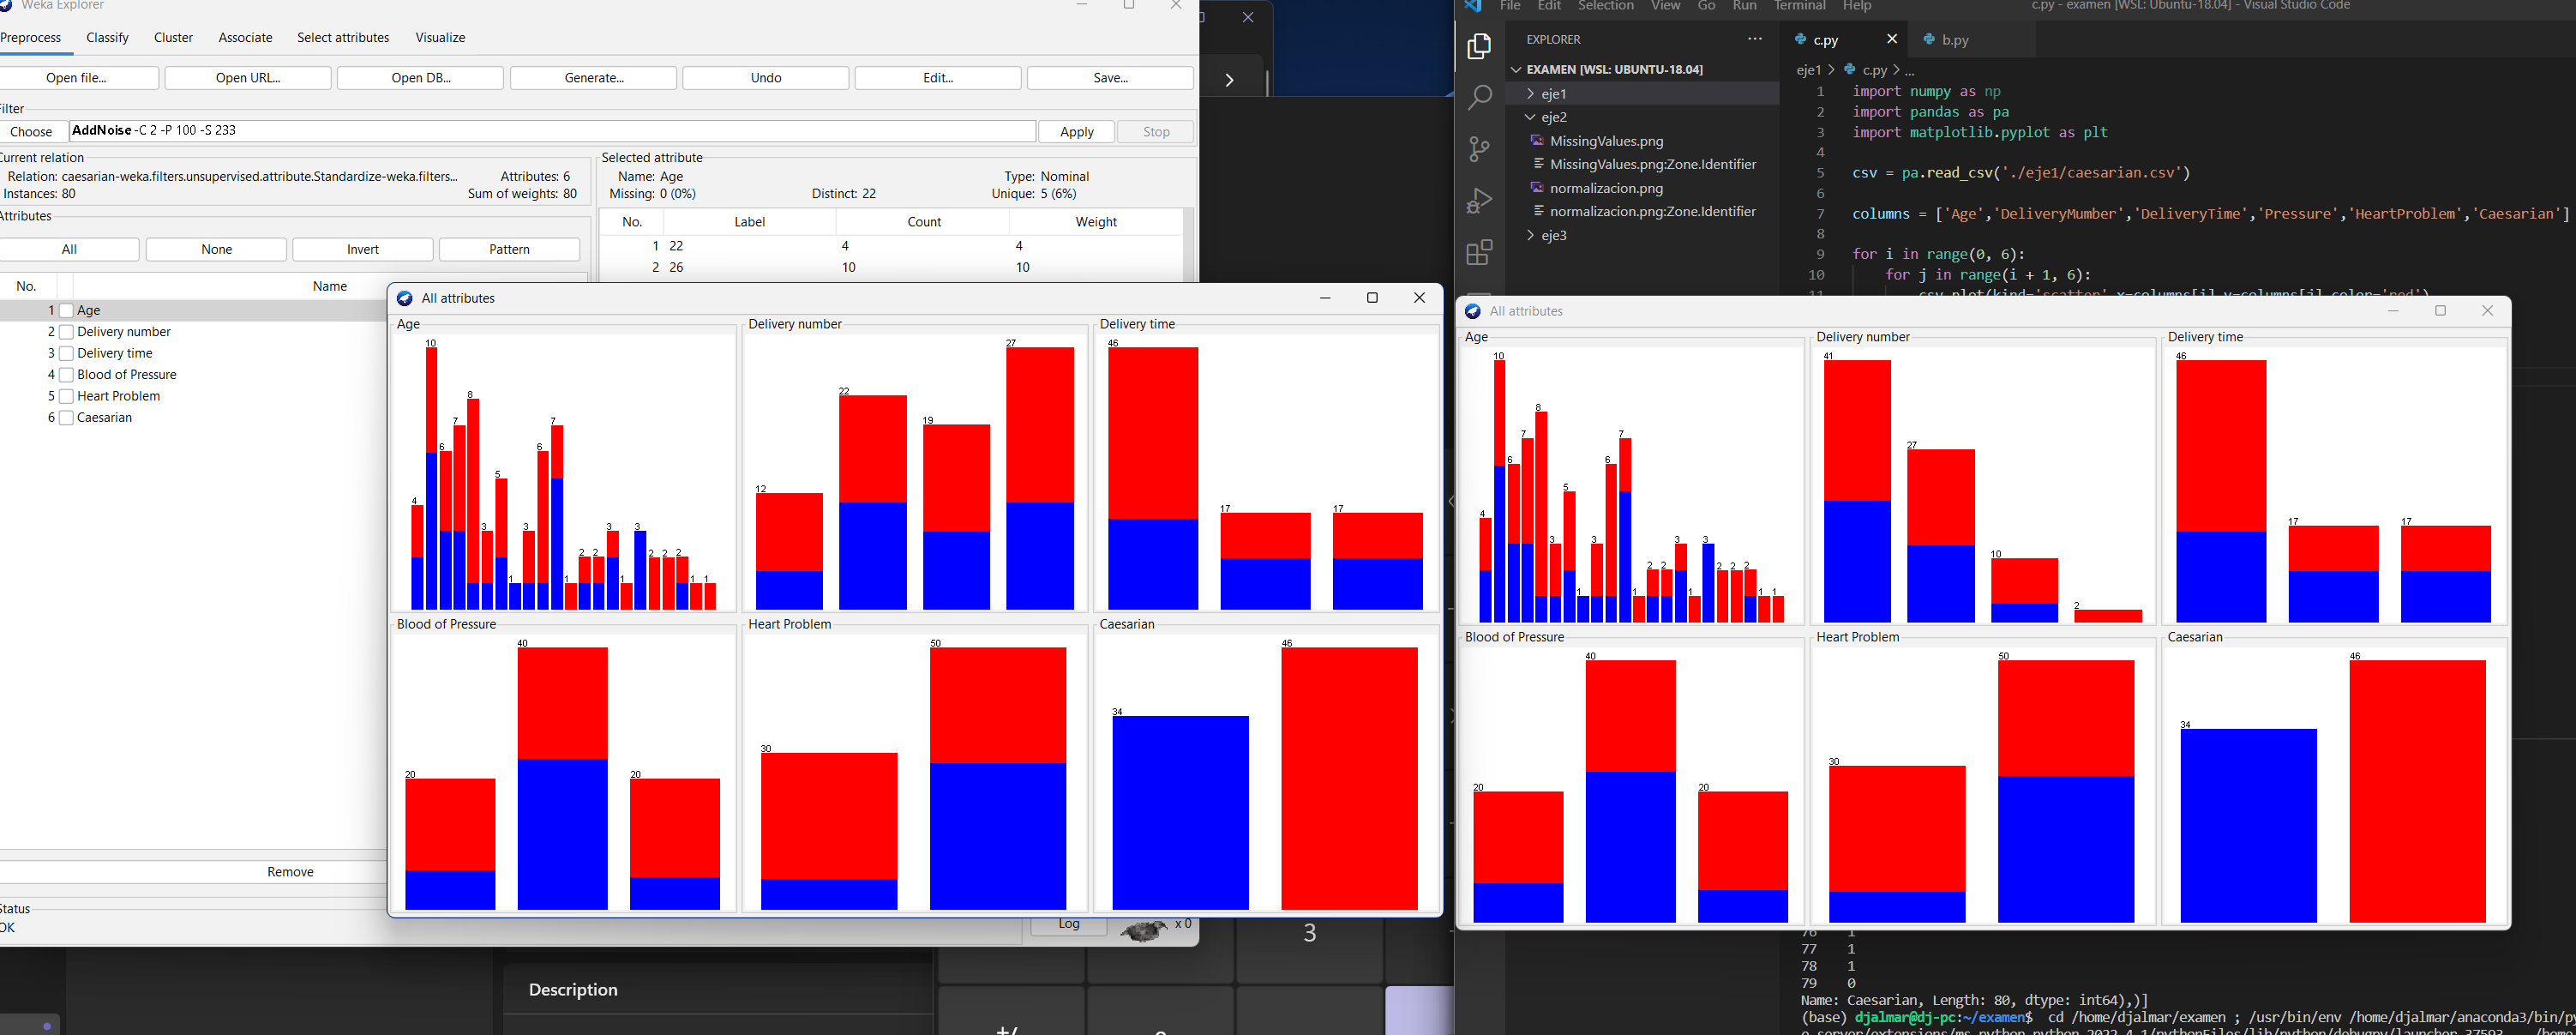 Weka Explorer
Preprocess Classify Cluster Associate Select attributes Visualize
Open file... Open URL... Open DB... Generate... Undo Edit... Save...
Filter
Choose AddNoise -C 2 -P 100 -S 233 Apply Stop
Current relation
Relation: caesarian-weka.filters.unsupervised.attribute.Standardize-weka.filters... Attributes: 6
Instances: 80 Sum of weights: 80
Selected attribute
Name: Age Type: Nominal
Missing: 0 (0%) Distinct: 22 Unique: 5 (6%)
No. Label Count Weight
1 22 4 4
2 26 10 10
Attributes
All None Invert Pattern
No. Name
1 Age
2 Delivery number
3 Delivery time
4 Blood of Pressure
5 Heart Problem
6 Caesarian
Remove
Status
OK
Log x 0
All attributes
Age
4 10 6 7 8 3 5 1 3 6 7 1 2 2 3 1 3 2 2 2 1 1
Delivery number
12 22 19 27
Delivery time
46 17 17
Blood of Pressure
20 40 20
Heart Problem
30 50
Caesarian
34 46
File Edit Selection View Go Run Terminal Help
c.py - examen [WSL: Ubuntu-18.04] - Visual Studio Code
EXPLORER ...
EXAMEN [WSL: UBUNTU-18.04]
eje1
eje2
MissingValues.png
MissingValues.png:Zone.Identifier
normalizacion.png
normalizacion.png:Zone.Identifier
eje3
c.py b.py
eje1 > c.py > ...
1 import numpy as np
2 import pandas as pa
3 import matplotlib.pyplot as plt
4
5 csv = pa.read_csv('./eje1/caesarian.csv')
6
7 columns = ['Age','DeliveryMumber','DeliveryTime','Pressure','HeartProblem','Caesarian']
8
9 for i in range(0, 6):
10 for j in range(i + 1, 6):
11 csv.plot(kind='scatter',x=columns[i],y=columns[j],color='red')
All attributes
Age
4 10 6 7 8 3 5 1 3 6 7 1 2 2 3 1 3 2 2 2 1 1
Delivery number
41 27 10 2
Delivery time
46 17 17
Blood of Pressure
20 40 20
Heart Problem
30 50
Caesarian
34 46
76 1
77 1
78 1
79 0
Name: Caesarian, Length: 80, dtype: int64),)]
(base) djalmar@dj-pc:~/examen$ cd /home/djalmar/examen ; /usr/bin/env /home/djalmar/anaconda3/bin/p
Description
3
+/-